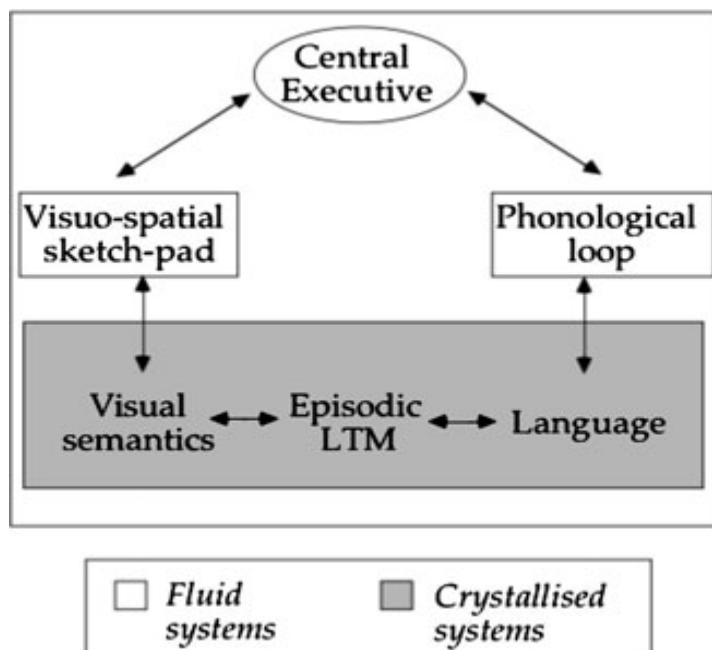 Central
Executive
Visuo-spatial
sketch-pad
Phonological
loop
Visual
semantics
Episodic
LTM
Language
Fluid
systems
Crystallised
systems